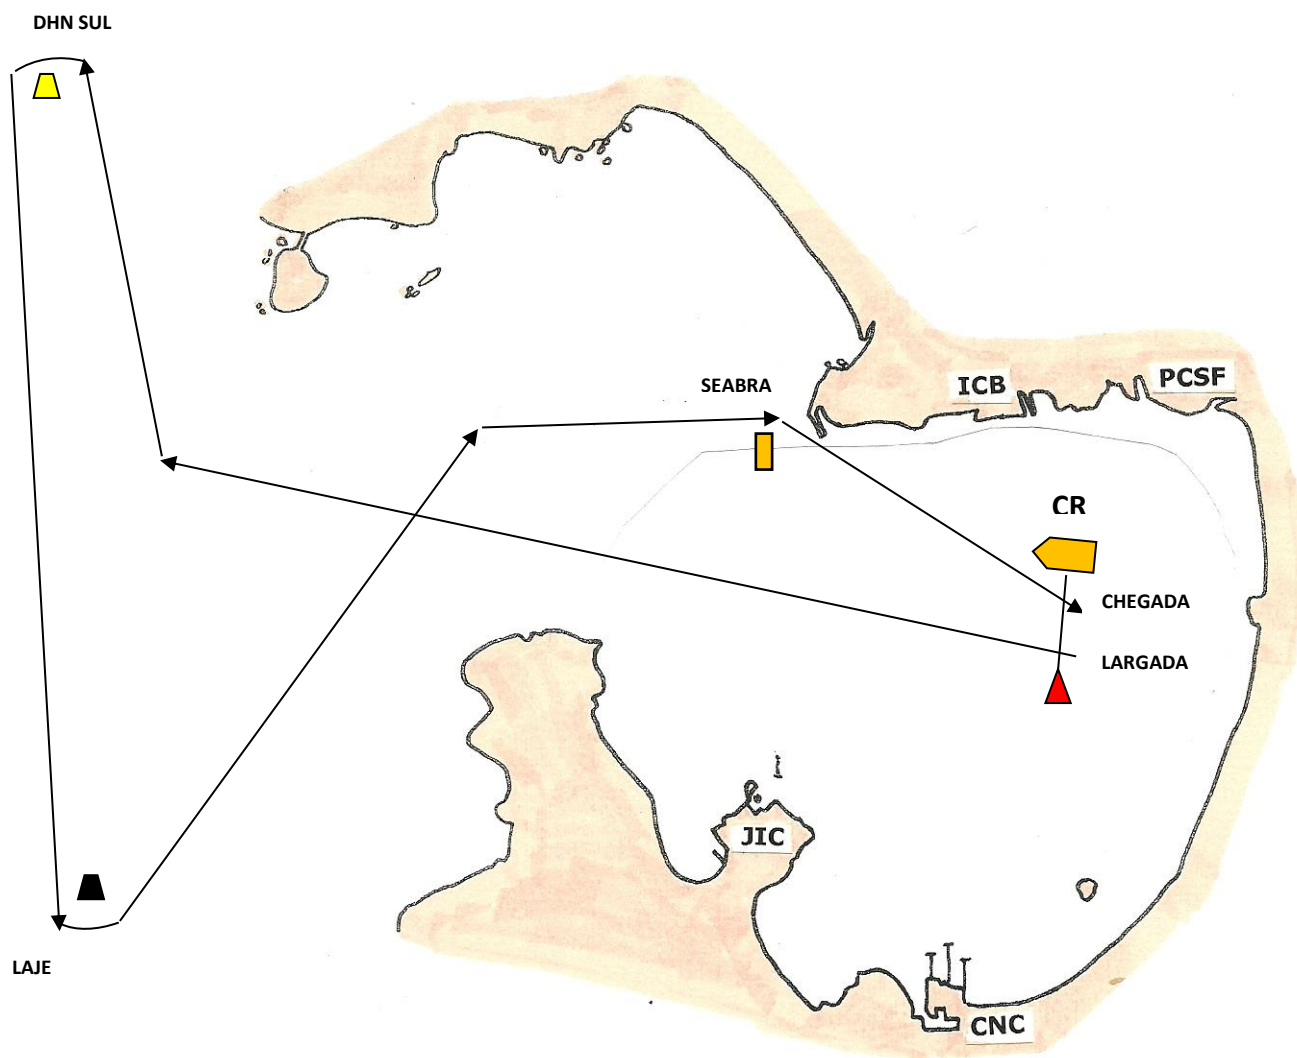 DHN SUL
SEABRA
ICB
PCSF
CR
CHEGADA
LARGADA
JIC
LAJE
CNC